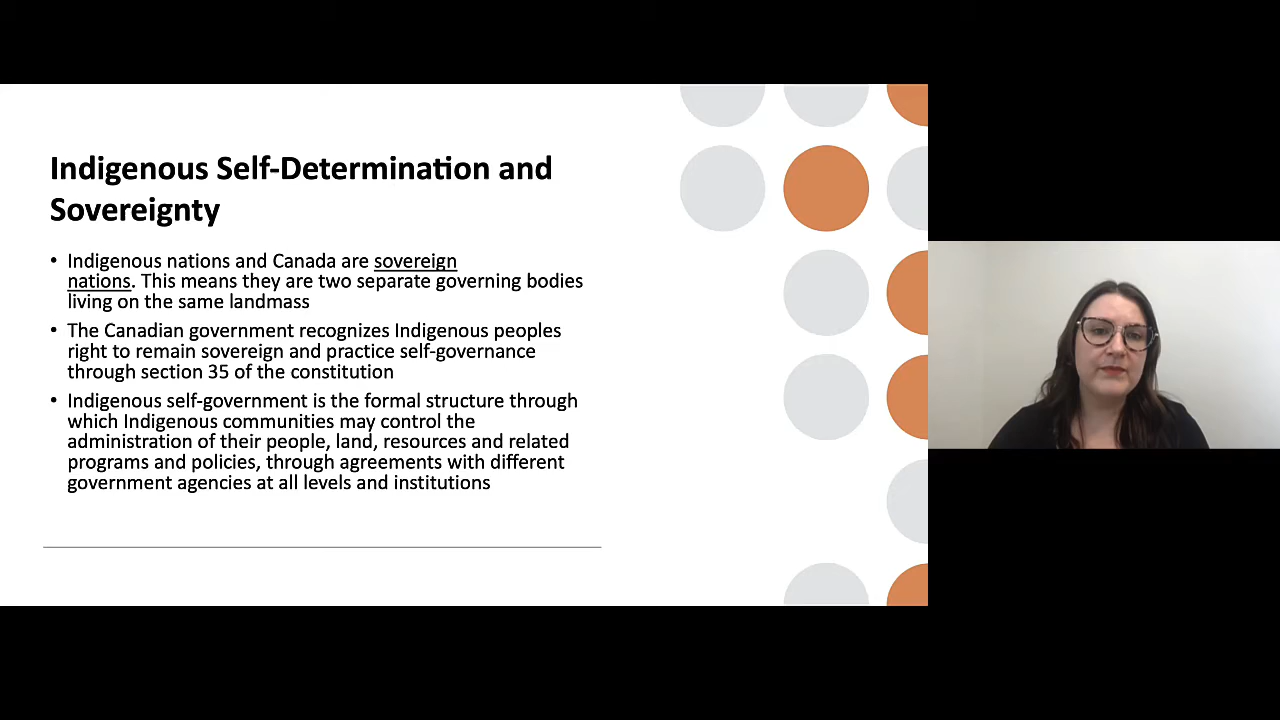 Indigenous Self-Determination and
Sovereignty
• Indigenous nations and Canada are sovereign
nations. This means they are two separate governing bodies
living on the same landmass
• The Canadian government recognizes Indigenous peoples
right to remain sovereign and practice self-governance
through section 35 of the constitution
• Indigenous self-government is the formal structure through
which Indigenous communities may control the
administration of their people, land, resources and related
programs and policies, through agreements with different
government agencies at all levels and institutions